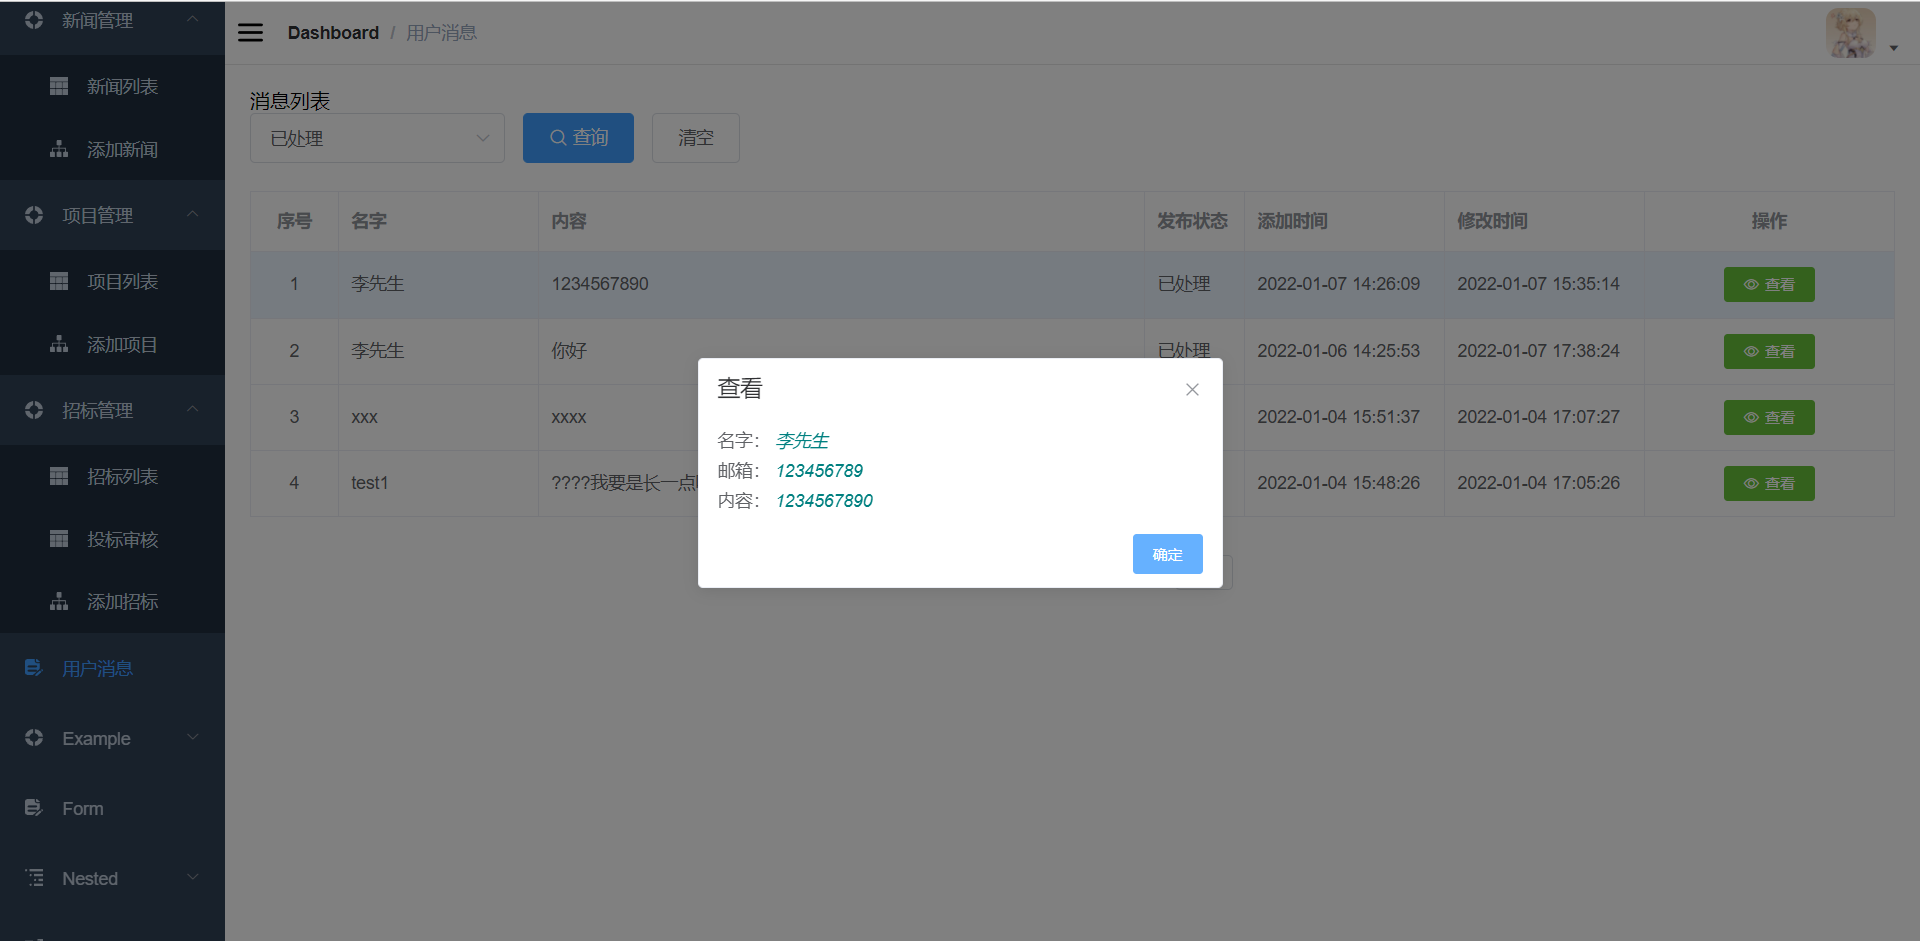 新闻管理
新闻列表
添加新闻
项目管理
项目列表
添加项目
招标管理
招标列表
投标审核
添加招标
用户消息
Example
Form
Nested
Dashboard / 用户消息
消息列表
已处理 查询 清空
序号 名字 内容 发布状态 添加时间 修改时间 操作
1 李先生 1234567890 已处理 2022-01-07 14:26:09 2022-01-07 15:35:14 查看
2 李先生 你好 已处理 2022-01-06 14:25:53 2022-01-07 17:38:24 查看
3 xxx xxxx 2022-01-04 15:51:37 2022-01-04 17:07:27 查看
4 test1 ????我要是长一点 2022-01-04 15:48:26 2022-01-04 17:05:26 查看
查看
名字： 李先生
邮箱： 123456789
内容： 1234567890
确定